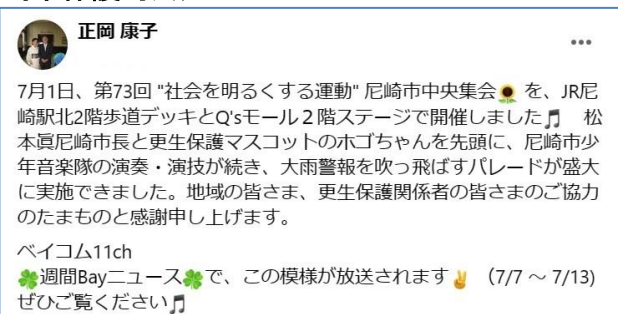 正岡 康子
7月1日、第73回 "社会を明るくする運動" 尼崎市中央集会🌻 を、JR尼
崎駅北2階歩道デッキとQ'sモール２階ステージで開催しました🎵　松
本眞尼崎市長と更生保護マスコットのホゴちゃんを先頭に、尼崎市少
年音楽隊の演奏・演技が続き、大雨警報を吹っ飛ばすパレードが盛大
に実施できました。地域の皆さま、更生保護関係者の皆さまのご協力
のたまものと感謝申し上げます。
ベイコム11ch
🍀週間Bayニュース🍀で、この模様が放送されます✌ （7/7 ～ 7/13)
ぜひご覧ください🎵